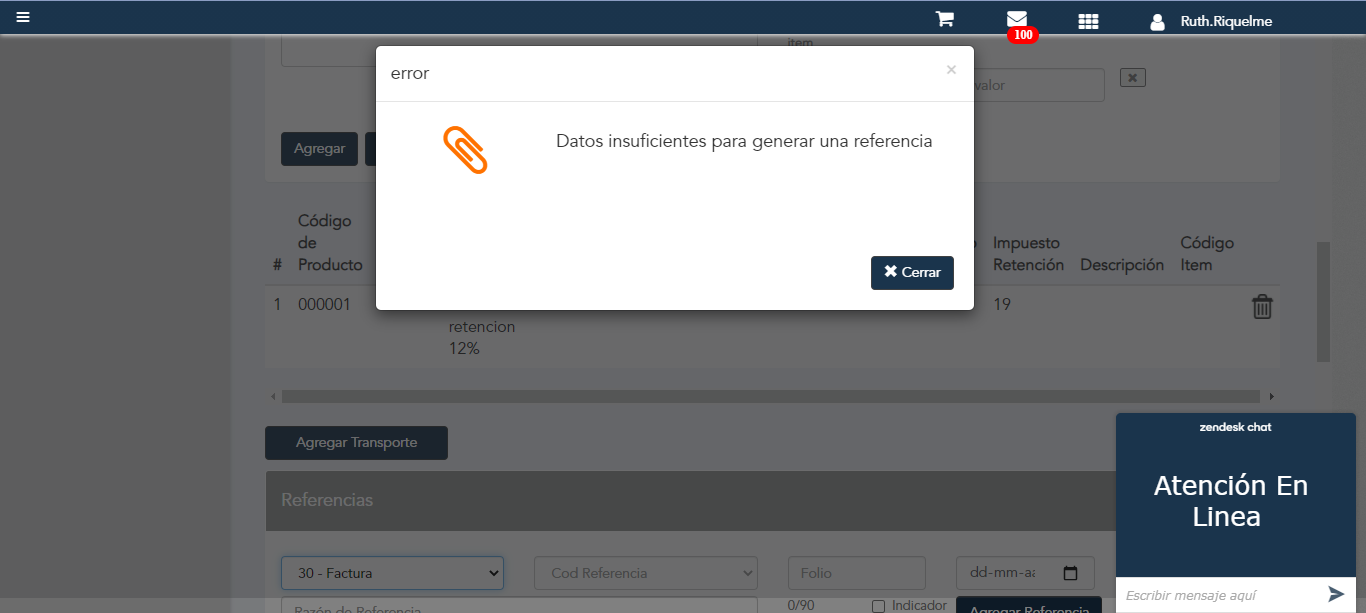 Ruth.Riquelme
100
item
error
×
valor
Datos insuficientes para generar una referencia
Agregar
Cerrar
Código de Producto
Impuesto Retención
Descripción
Código Item
#
1 000001
19
retencion
12%
Agregar Transporte
Referencias
30 - Factura
Cod Referencia
Folio
dd-mm-aa
Razón de Referencia
0/90
Indicador
Agregar Referencia
zendesk chat
Atención En
Linea
Escribir mensaje aquí